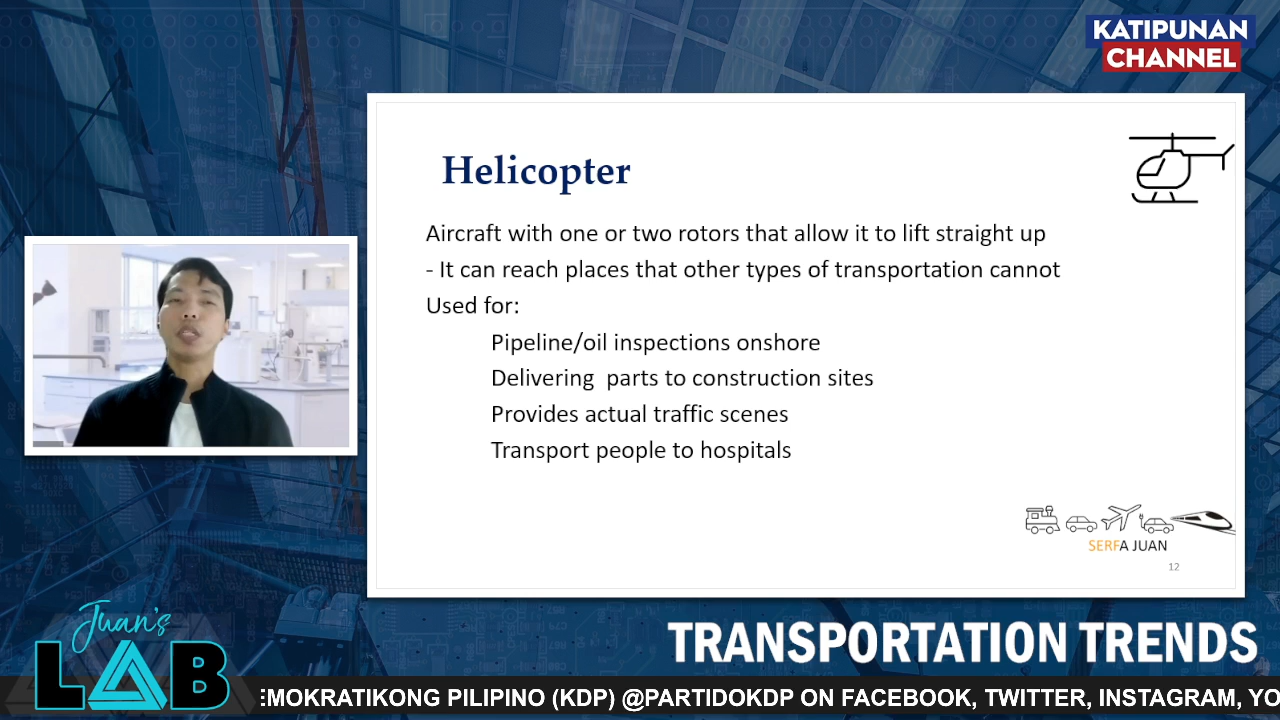 KATIPUNAN
CHANNEL
Helicopter
Aircraft with one or two rotors that allow it to lift straight up
- It can reach places that other types of transportation cannot
Used for:
Pipeline/oil inspections onshore
Delivering  parts to construction sites
Provides actual traffic scenes
Transport people to hospitals
SERFA JUAN
12
Juan's
LAB
TRANSPORTATION TRENDS
EMOKRATIKONG PILIPINO (KDP) @PARTIDOKDP ON FACEBOOK, TWITTER, INSTAGRAM, YO